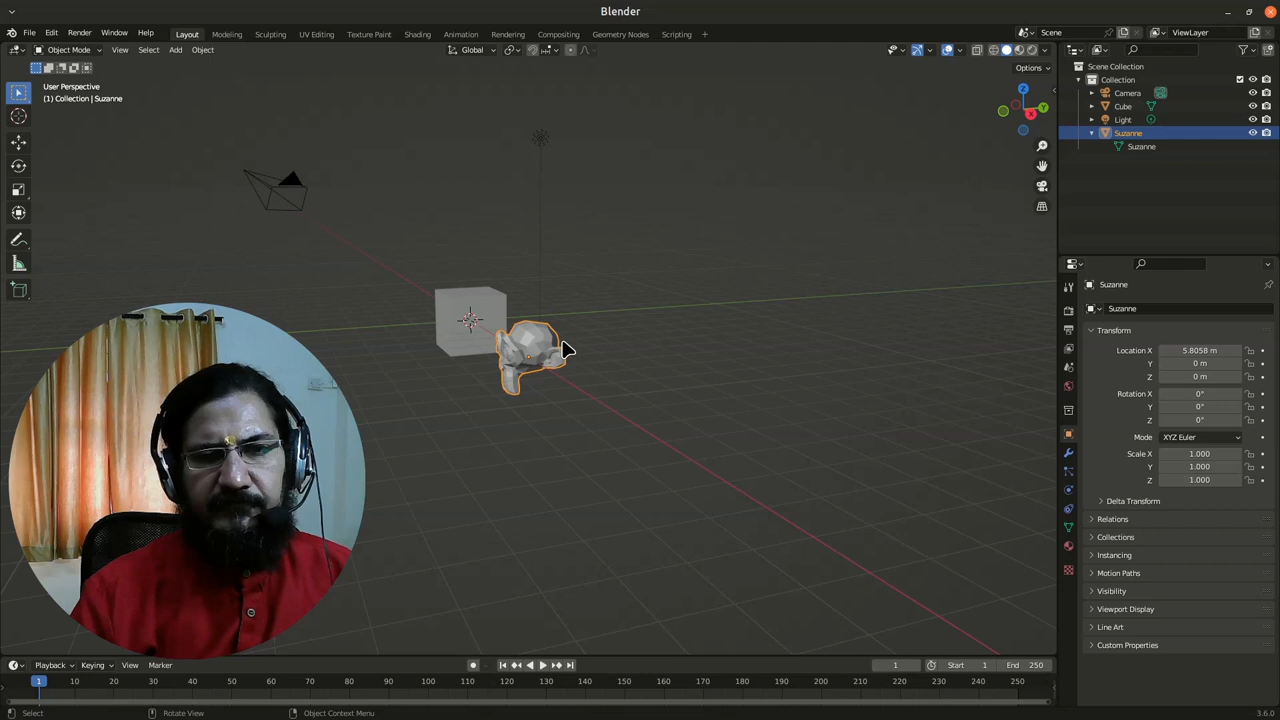 Blender
File Edit Render Window Help Layout Modeling Sculpting UV Editing Texture Paint Shading Animation Rendering Compositing Geometry Nodes Scripting + Scene ViewLayer
Object Mode View Select Add Object Global
Options
User Perspective
(1) Collection | Suzanne
X
Y
Z
Scene Collection
Collection
Camera
Cube
Light
Suzanne
Suzanne
Suzanne
Suzanne
Transform
Location X 5.8058 m
Y 0 m
Z 0 m
Rotation X 0°
Y 0°
Z 0°
Mode XYZ Euler
Scale X 1.000
Y 1.000
Z 1.000
Delta Transform
Relations
Collections
Instancing
Motion Paths
Visibility
Viewport Display
Line Art
Custom Properties
Playback Keying View Marker 1 Start 1 End 250
1 10 20 30 40 50 60 70 80 90 100 110 120 130 140 150 160 170 180 190 200 210 220 230 240 250
Select Rotate View Object Context Menu 3.6.0